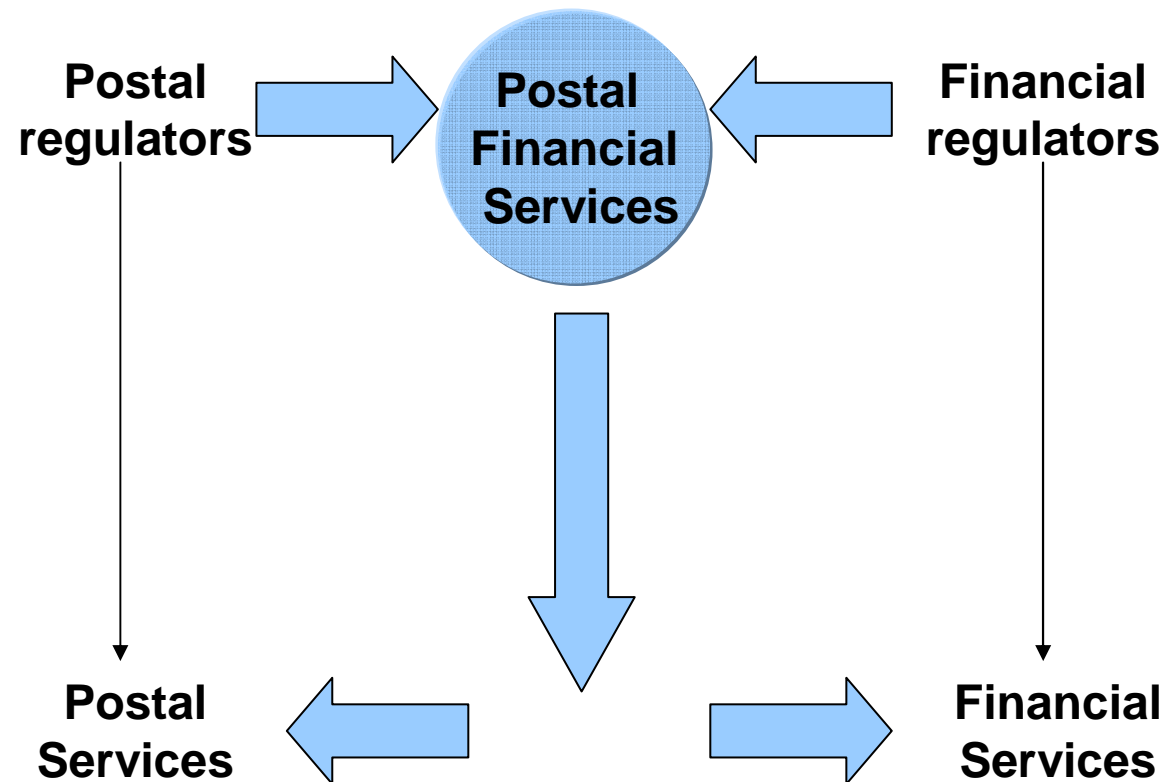 Postal
regulators
Postal
Financial
Services
Financial
regulators
Postal
Services
Financial
Services